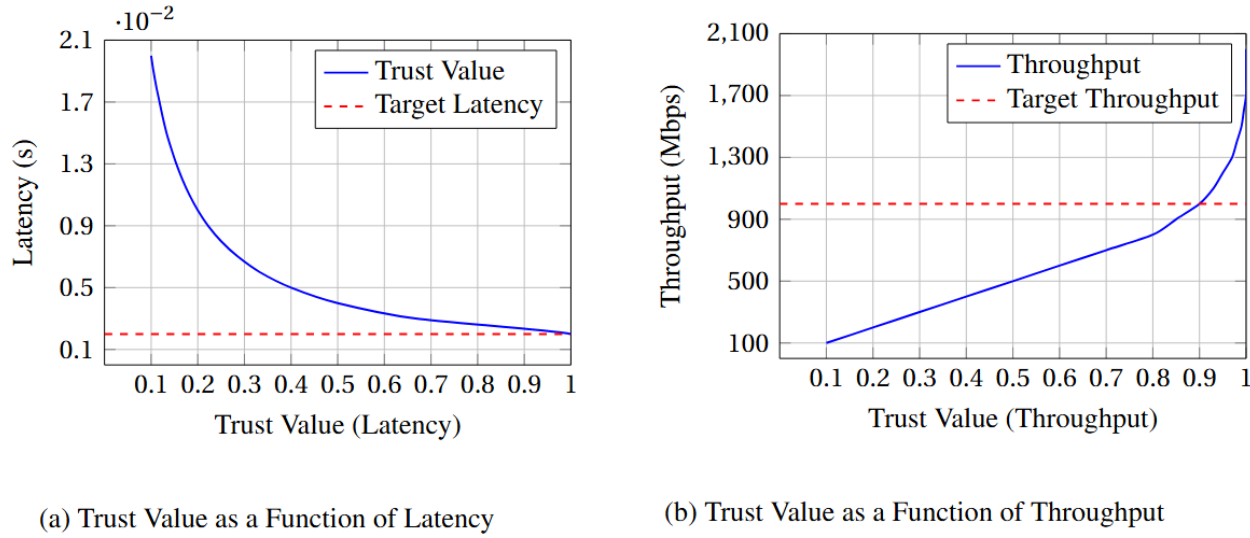 ·10⁻²
2.1
1.7
1.3
0.9
0.5
0.1
Latency (s)
Trust Value
Target Latency
0.1 0.2 0.3 0.4 0.5 0.6 0.7 0.8 0.9 1
Trust Value (Latency)
(a) Trust Value as a Function of Latency
2,100
1,700
1,300
900
500
100
Throughput (Mbps)
Throughput
Target Throughput
0.1 0.2 0.3 0.4 0.5 0.6 0.7 0.8 0.9 1
Trust Value (Throughput)
(b) Trust Value as a Function of Throughput